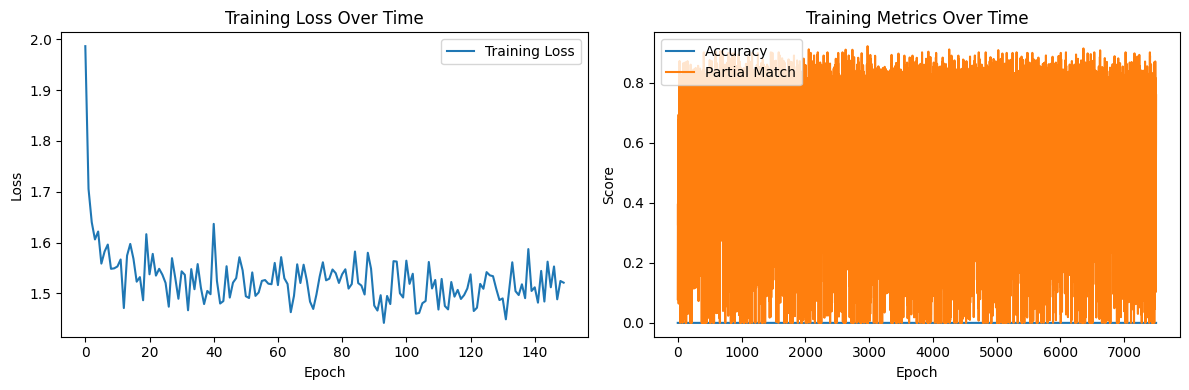 Training Loss Over Time
Training Loss
Loss
2.0
1.9
1.8
1.7
1.6
1.5
0 20 40 60 80 100 120 140
Epoch
Training Metrics Over Time
Accuracy
Partial Match
Score
0.8
0.6
0.4
0.2
0.0
0 1000 2000 3000 4000 5000 6000 7000
Epoch